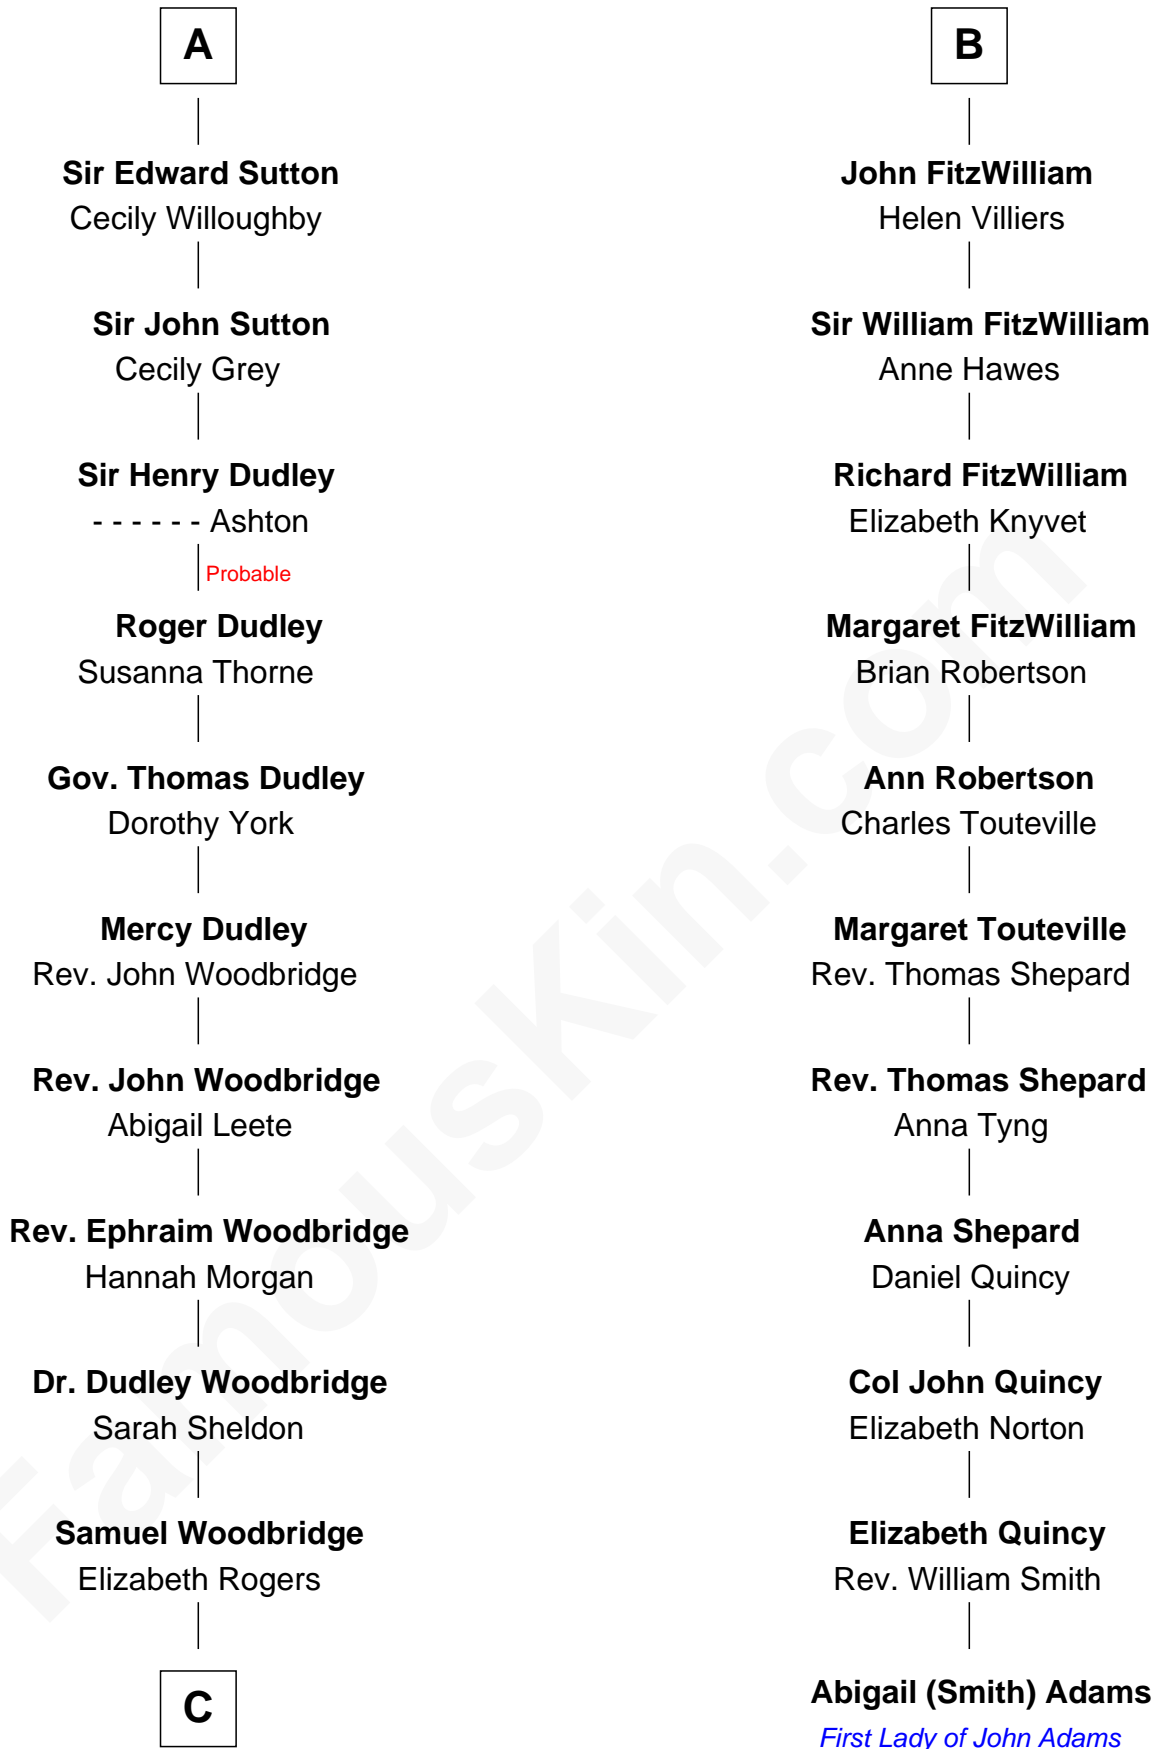 A
Sir Edward Sutton
Cecily Willoughby
Sir John Sutton
Cecily Grey
Sir Henry Dudley
- - - - - - Ashton
Probable
Roger Dudley
Susanna Thorne
Gov. Thomas Dudley
Dorothy York
Mercy Dudley
Rev. John Woodbridge
Rev. John Woodbridge
Abigail Leete
Rev. Ephraim Woodbridge
Hannah Morgan
Dr. Dudley Woodbridge
Sarah Sheldon
Samuel Woodbridge
Elizabeth Rogers
C
B
John FitzWilliam
Helen Villiers
Sir William FitzWilliam
Anne Hawes
Richard FitzWilliam
Elizabeth Knyvet
Margaret FitzWilliam
Brian Robertson
Ann Robertson
Charles Touteville
Margaret Touteville
Rev. Thomas Shepard
Rev. Thomas Shepard
Anna Tyng
Anna Shepard
Daniel Quincy
Col John Quincy
Elizabeth Norton
Elizabeth Quincy
Rev. William Smith
Abigail (Smith) Adams
First Lady of John Adams
FamousKin.com